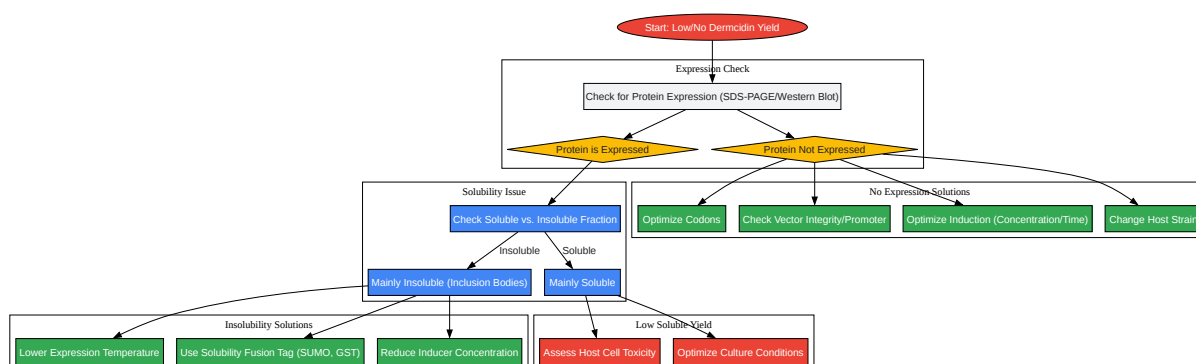 Start: Low/No Dermcidin Yield
Expression Check
Check for Protein Expression (SDS-PAGE/Western Blot)
Protein is Expressed
Protein Not Expressed
Solubility Issue
No Expression Solutions
Check Soluble vs. Insoluble Fraction
Optimize Codons
Check Vector Integrity/Promoter
Optimize Induction (Concentration/Time)
Change Host Strain
Insoluble
Soluble
Mainly Insoluble (Inclusion Bodies)
Mainly Soluble
Insolubility Solutions
Low Soluble Yield
Lower Expression Temperature
Use Solubility Fusion Tag (SUMO, GST)
Reduce Inducer Concentration
Assess Host Cell Toxicity
Optimize Culture Conditions